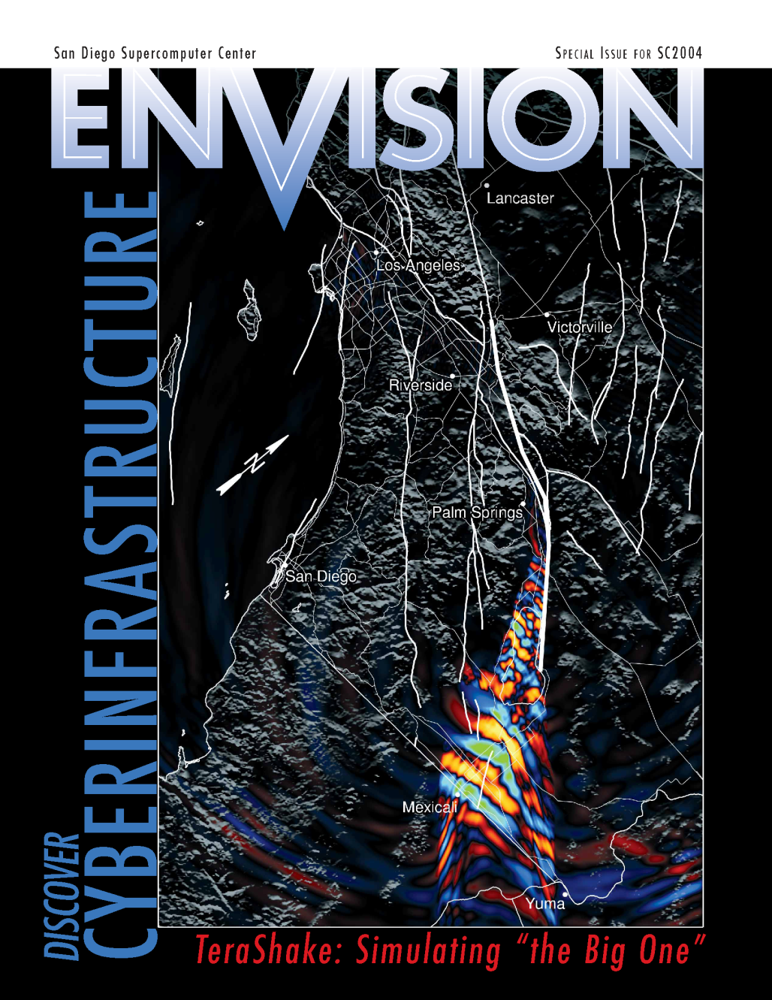 San Diego Supercomputer Center
SPECIAL ISSUE FOR SC2004
ENVISION
DISCOVER
CYBERINFRASTRUCTURE
Lancaster
Los Angeles
Victorville
Riverside
N
Palm Springs
San Diego
Mexicali
Yuma
TeraShake: Simulating “the Big One”